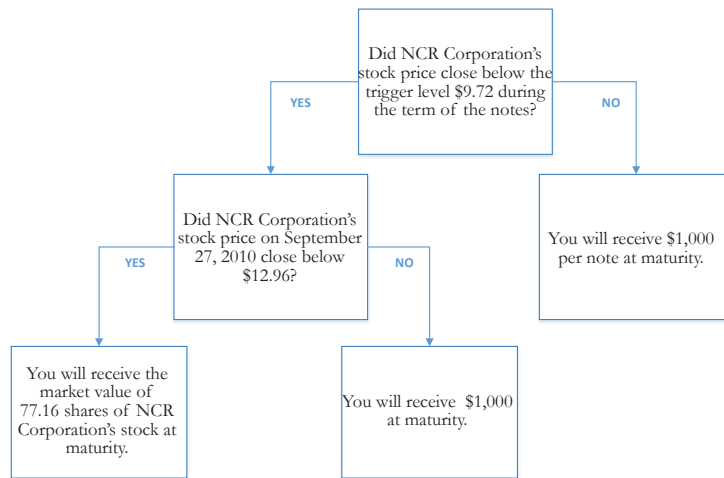 Did NCR Corporation's
stock price close below the
trigger level $9.72 during
the term of the notes?
YES
NO
Did NCR Corporation's
stock price on September
27, 2010 close below
$12.96?
You will receive $1,000
per note at maturity.
YES
NO
You will receive the
market value of
77.16 shares of NCR
Corporation's stock at
maturity.
You will receive $1,000
at maturity.